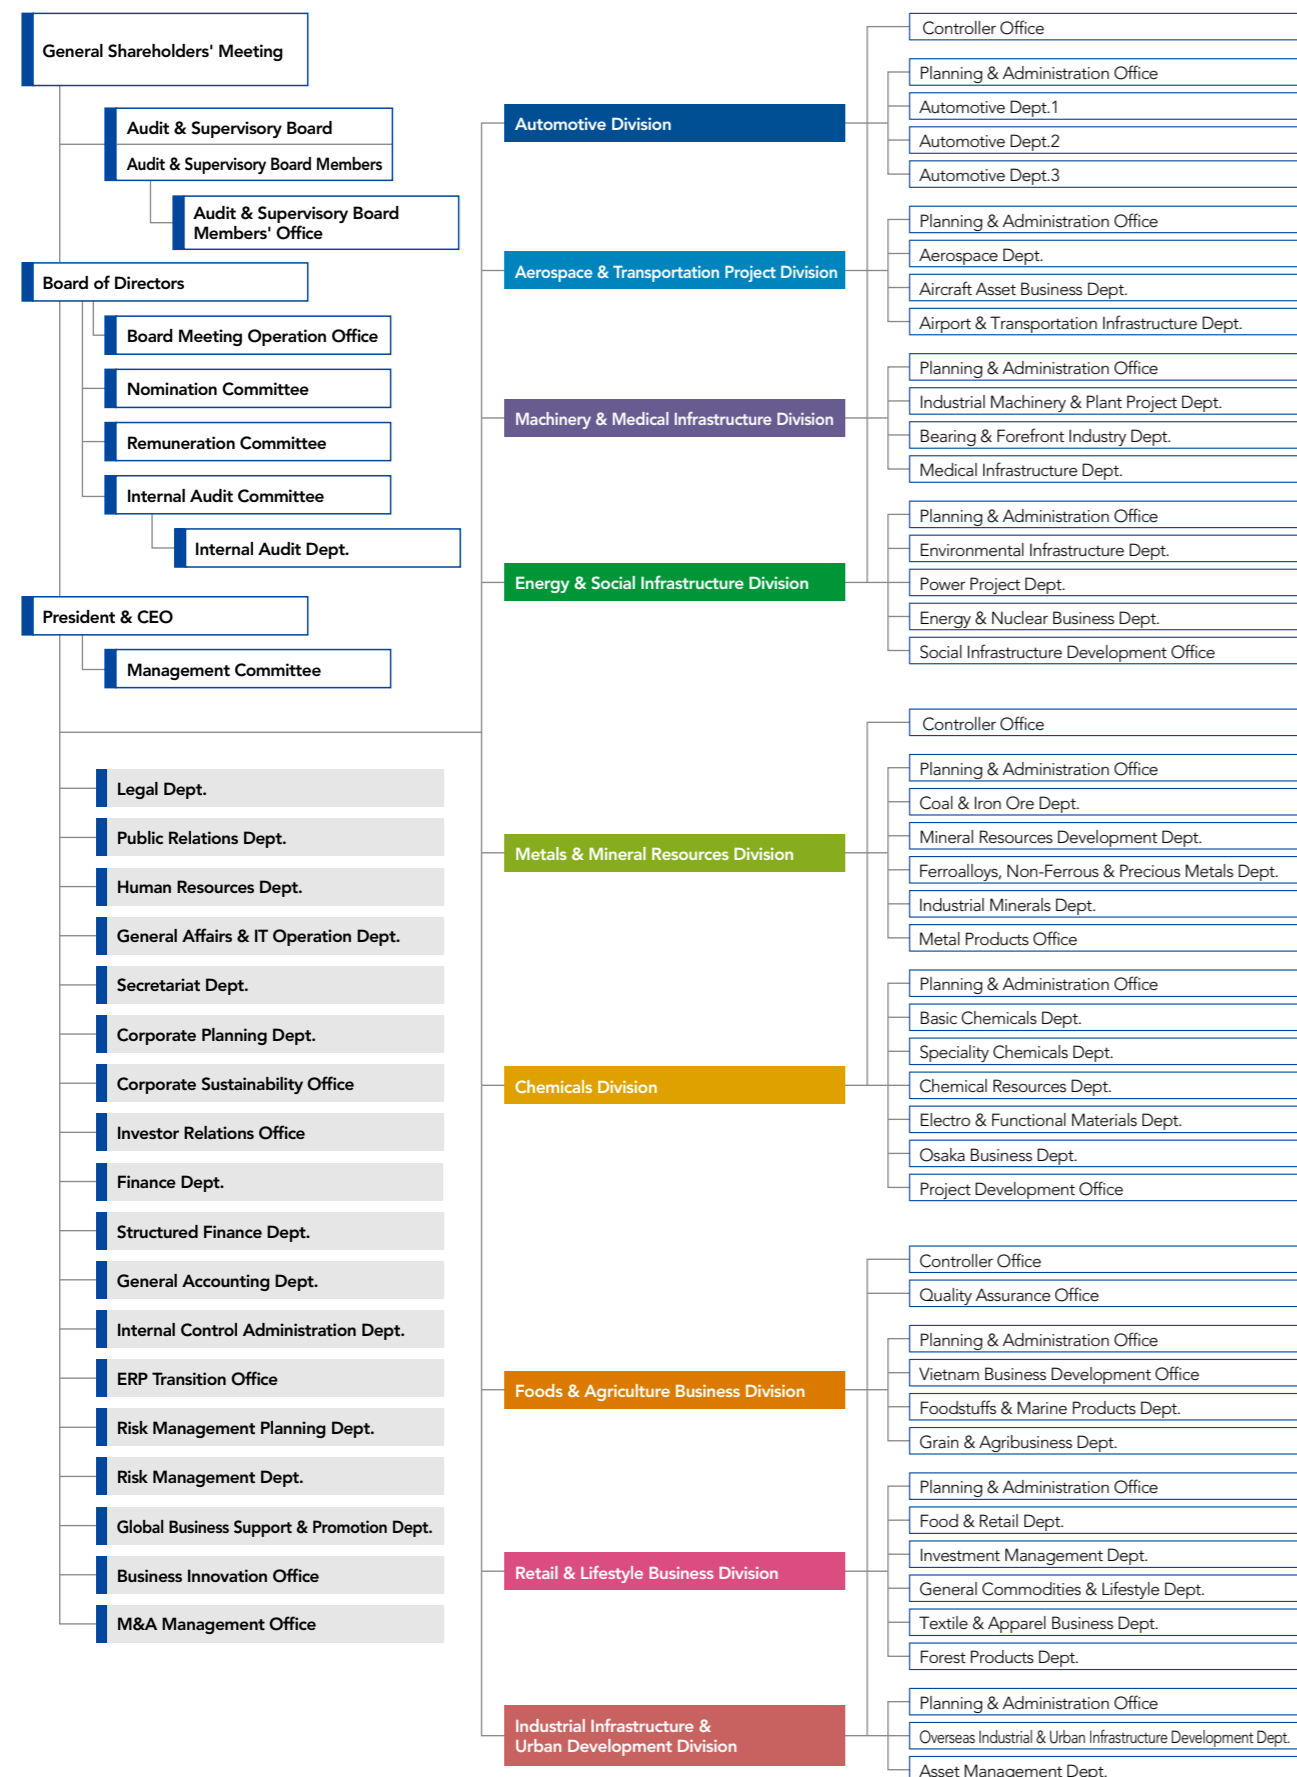 General Shareholders' Meeting
Audit & Supervisory Board
Audit & Supervisory Board Members
Audit & Supervisory Board
Members' Office
Board of Directors
Board Meeting Operation Office
Nomination Committee
Remuneration Committee
Internal Audit Committee
Internal Audit Dept.
President & CEO
Management Committee
Legal Dept.
Public Relations Dept.
Human Resources Dept.
General Affairs & IT Operation Dept.
Secretariat Dept.
Corporate Planning Dept.
Corporate Sustainability Office
Investor Relations Office
Finance Dept.
Structured Finance Dept.
General Accounting Dept.
Internal Control Administration Dept.
ERP Transition Office
Risk Management Planning Dept.
Risk Management Dept.
Global Business Support & Promotion Dept.
Business Innovation Office
M&A Management Office
Automotive Division
Controller Office
Planning & Administration Office
Automotive Dept.1
Automotive Dept.2
Automotive Dept.3
Aerospace & Transportation Project Division
Planning & Administration Office
Aerospace Dept.
Aircraft Asset Business Dept.
Airport & Transportation Infrastructure Dept.
Machinery & Medical Infrastructure Division
Planning & Administration Office
Industrial Machinery & Plant Project Dept.
Bearing & Forefront Industry Dept.
Medical Infrastructure Dept.
Energy & Social Infrastructure Division
Planning & Administration Office
Environmental Infrastructure Dept.
Power Project Dept.
Energy & Nuclear Business Dept.
Social Infrastructure Development Office
Metals & Mineral Resources Division
Controller Office
Planning & Administration Office
Coal & Iron Ore Dept.
Mineral Resources Development Dept.
Ferroalloys, Non-Ferrous & Precious Metals Dept.
Industrial Minerals Dept.
Metal Products Office
Chemicals Division
Planning & Administration Office
Basic Chemicals Dept.
Speciality Chemicals Dept.
Chemical Resources Dept.
Electro & Functional Materials Dept.
Osaka Business Dept.
Project Development Office
Foods & Agriculture Business Division
Controller Office
Quality Assurance Office
Planning & Administration Office
Vietnam Business Development Office
Foodstuffs & Marine Products Dept.
Grain & Agribusiness Dept.
Retail & Lifestyle Business Division
Planning & Administration Office
Food & Retail Dept.
Investment Management Dept.
General Commodities & Lifestyle Dept.
Textile & Apparel Business Dept.
Forest Products Dept.
Industrial Infrastructure &
Urban Development Division
Planning & Administration Office
Overseas Industrial & Urban Infrastructure Development Dept.
Asset Management Dept.